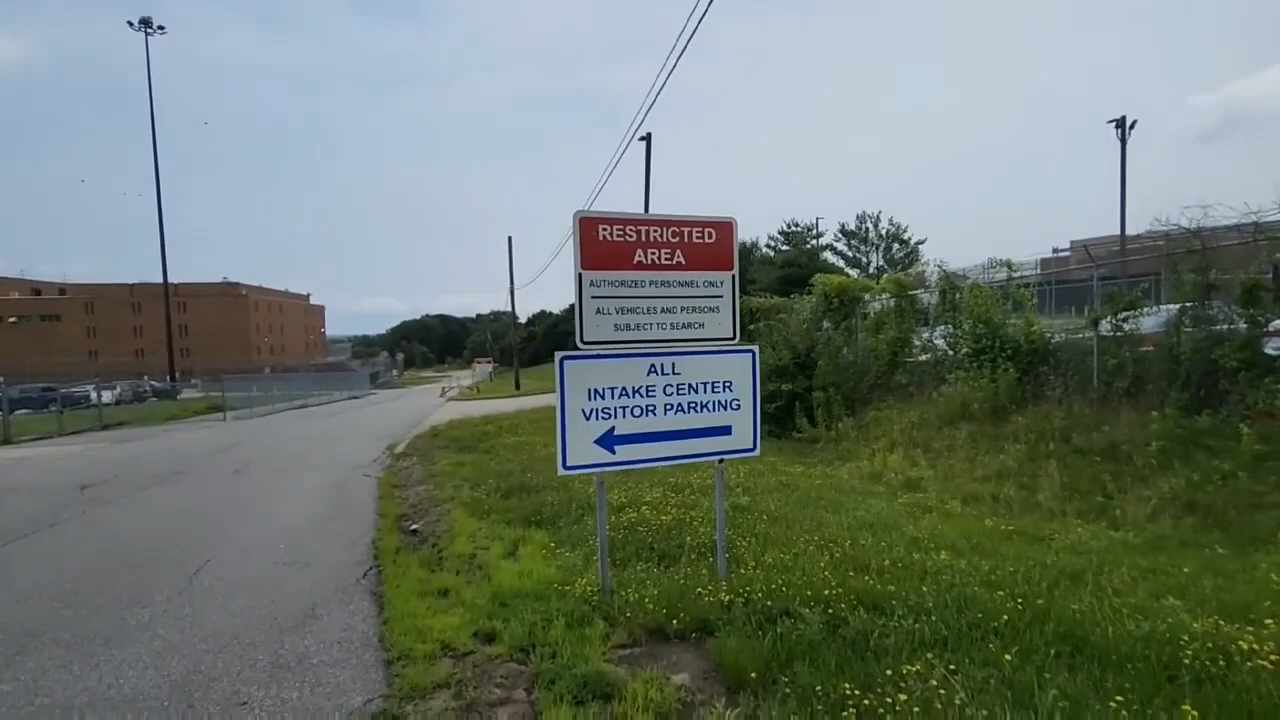 RESTRICTED
AREA
AUTHORIZED PERSONNEL ONLY
ALL VEHICLES AND PERSONS
SUBJECT TO SEARCH
ALL
INTAKE CENTER
VISITOR PARKING